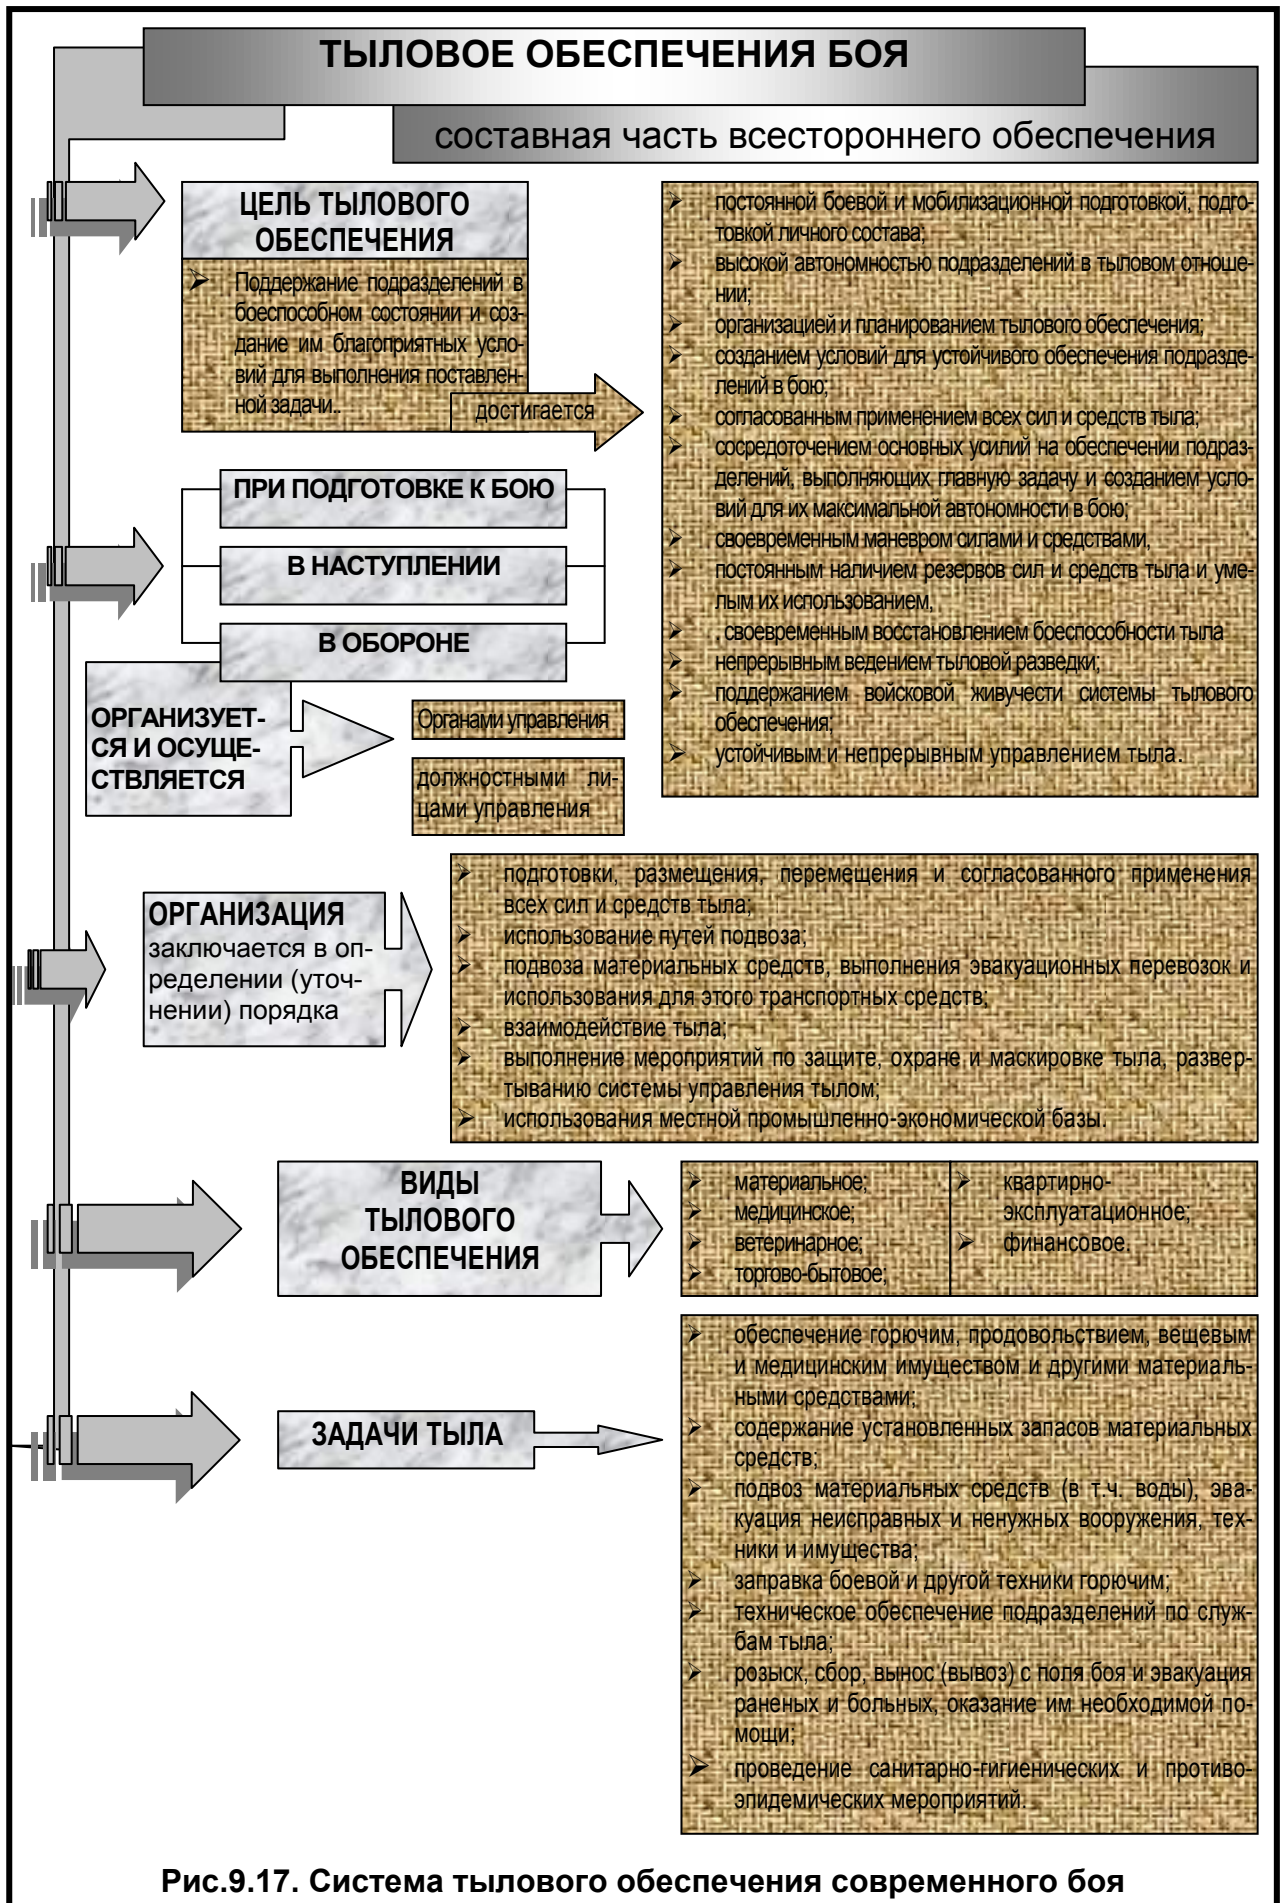 ТЫЛОВОЕ ОБЕСПЕЧЕНИЯ БОЯ
составная часть всестороннего обеспечения
ЦЕЛЬ ТЫЛОВОГО
ОБЕСПЕЧЕНИЯ
➢ Поддержание подразделений в
боеспособном состоянии и соз-
дание им благоприятных усло-
вий для выполнения поставлен-
ной задачи..
достигается
➢ постоянной боевой и мобилизационной подготовкой, подго-
товкой личного состава;
➢ высокой автономностью подразделений в тыловом отноше-
нии;
➢ организацией и планированием тылового обеспечения;
➢ созданием условий для устойчивого обеспечения подразде-
лений в бою;
➢ согласованным применением всех сил и средств тыла;
➢ сосредоточением основных усилий на обеспечении подраз-
делений, выполняющих главную задачу и созданием усло-
вий для их максимальной автономности в бою;
➢ своевременным маневром силами и средствами,
➢ постоянным наличием резервов сил и средств тыла и уме-
лым их использованием,
➢ . своевременным восстановлением боеспособности тыла
➢ непрерывным ведением тыловой разведки;
➢ поддержанием войсковой живучести системы тылового
обеспечения;
➢ устойчивым и непрерывным управлением тыла.
ПРИ ПОДГОТОВКЕ К БОЮ
В НАСТУПЛЕНИИ
В ОБОРОНЕ
ОРГАНИЗУЕТ-
СЯ И ОСУЩЕ-
СТВЛЯЕТСЯ
Органами управления
должностными ли-
цами управления
ОРГАНИЗАЦИЯ
заключается в оп-
ределении (уточ-
нении) порядка
➢ подготовки, размещения, перемещения и согласованного применения
всех сил и средств тыла;
➢ использование путей подвоза;
➢ подвоза материальных средств, выполнения эвакуационных перевозок и
использования для этого транспортных средств;
➢ взаимодействие тыла;
➢ выполнение мероприятий по защите, охране и маскировке тыла, развер-
тыванию системы управления тылом;
➢ использования местной промышленно-экономической базы.
ВИДЫ
ТЫЛОВОГО
ОБЕСПЕЧЕНИЯ
➢ материальное;
➢ медицинское;
➢ ветеринарное;
➢ торгово-бытовое;
➢ квартирно-
эксплуатационное;
➢ финансовое.
ЗАДАЧИ ТЫЛА
➢ обеспечение горючим, продовольствием, вещевым
и медицинским имуществом и другими материаль-
ными средствами;
➢ содержание установленных запасов материальных
средств;
➢ подвоз материальных средств (в т.ч. воды), эва-
куация неисправных и ненужных вооружения, тех-
ники и имущества;
➢ заправка боевой и другой техники горючим;
➢ техническое обеспечение подразделений по служ-
бам тыла;
➢ розыск, сбор, вынос (вывоз) с поля боя и эвакуация
раненых и больных, оказание им необходимой по-
мощи;
➢ проведение санитарно-гигиенических и противо-
эпидемических мероприятий.
Рис.9.17. Система тылового обеспечения современного боя